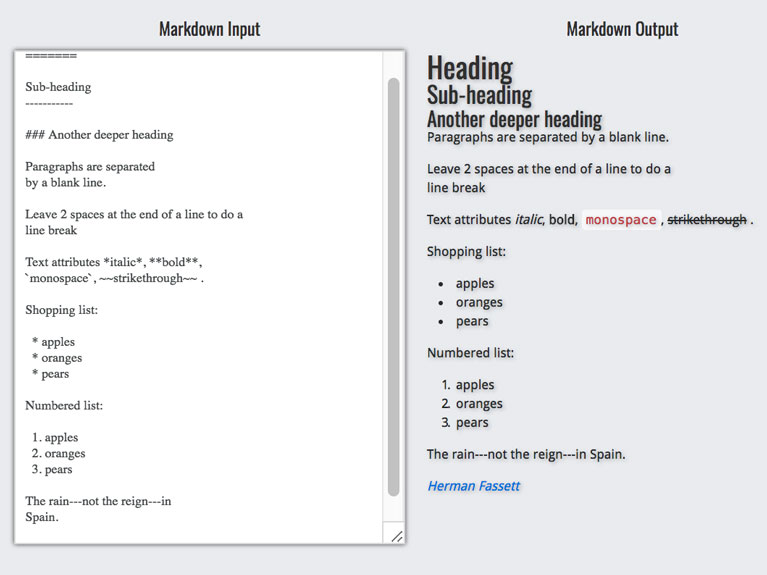 Markdown Input
=======
Sub-heading
-----------
### Another deeper heading
Paragraphs are separated
by a blank line.
Leave 2 spaces at the end of a line to do a
line break
Text attributes *italic*, **bold**,
`monospace`, ~~strikethrough~~ .
Shopping list:
* apples
* oranges
* pears
Numbered list:
1. apples
2. oranges
3. pears
The rain---not the reign---in
Spain.
Markdown Output
Heading
Sub-heading
Another deeper heading
Paragraphs are separated by a blank line.
Leave 2 spaces at the end of a line to do a
line break
Text attributes italic, bold, monospace, strikethrough .
Shopping list:
• apples
• oranges
• pears
Numbered list:
1. apples
2. oranges
3. pears
The rain---not the reign---in Spain.
Herman Fassett